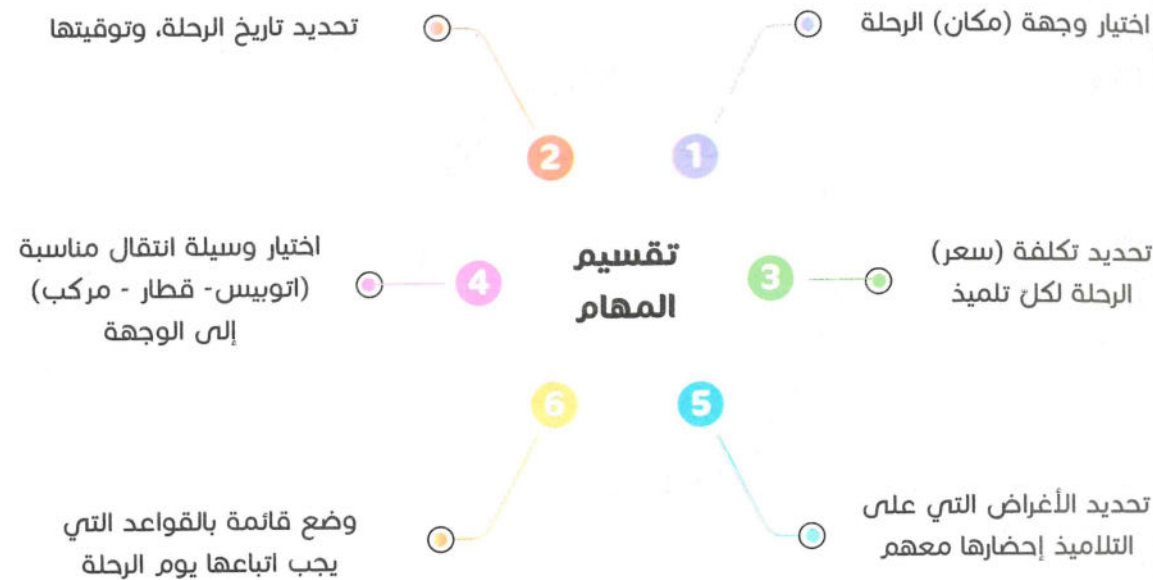 اختيار وجهة (مكان) الرحلة
1
تحديد تاريخ الرحلة، وتوقيتها
2
تقسيم
المهام
تحديد تكلفة (سعر)
الرحلة لكل تلميذ
3
اختيار وسيلة انتقال مناسبة
(اتوبيس- قطار - مركب)
إلى الوجهة
4
تحديد الأغراض التي على
التلاميذ إحضارها معهم
5
وضع قائمة بالقواعد التي
يجب اتباعها يوم الرحلة
6